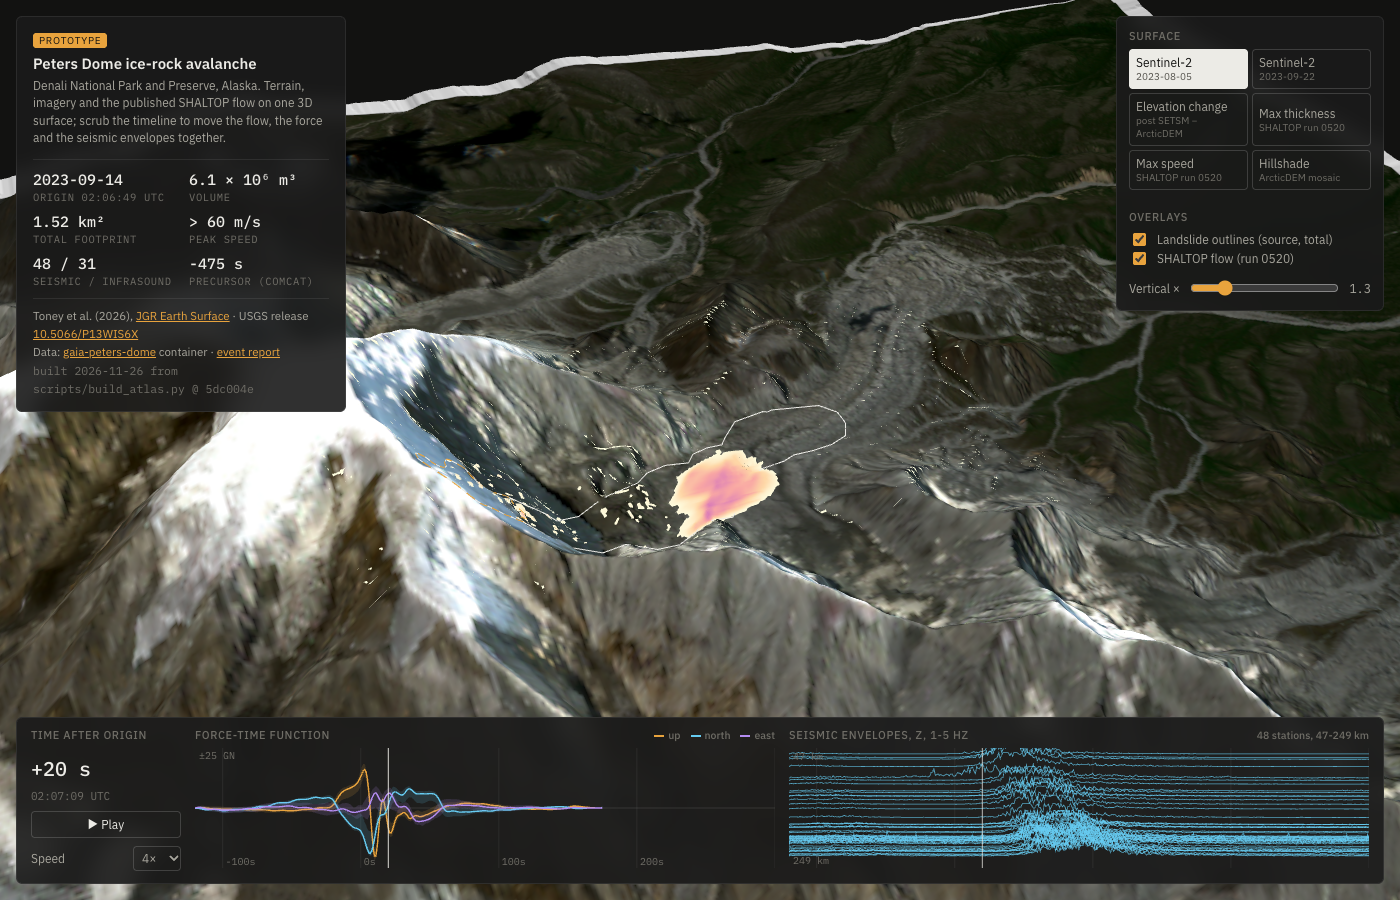 PROTOTYPE
Peters Dome ice-rock avalanche
Denali National Park and Preserve, Alaska. Terrain,
imagery and the published SHALTOP flow on one 3D
surface; scrub the timeline to move the flow, the force
and the seismic envelopes together.
2023-09-14
ORIGIN 02:06:49 UTC
6.1 × 10⁶ m³
VOLUME
1.52 km²
TOTAL FOOTPRINT
> 60 m/s
PEAK SPEED
48 / 31
SEISMIC / INFRASOUND
-475 s
PRECURSOR (COMCAT)
Toney et al. (2026), JGR Earth Surface · USGS release
10.5066/P13WIS6X
Data: gaia-peters-dome container · event report
built 2026-11-26 from
scripts/build_atlas.py @ 5dc004e
SURFACE
Sentinel-2
2023-08-05
Sentinel-2
2023-09-22
Elevation change
post SETSM –
ArcticDEM
Max thickness
SHALTOP run 0520
Max speed
SHALTOP run 0520
Hillshade
ArcticDEM mosaic
OVERLAYS
Landslide outlines (source, total)
SHALTOP flow (run 0520)
Vertical × 1.3
TIME AFTER ORIGIN
+20 s
02:07:09 UTC
▶ Play
Speed 4×
FORCE-TIME FUNCTION
up north east
±25 GN
-100s 0s 100s 200s
SEISMIC ENVELOPES, Z, 1-5 HZ
48 stations, 47-249 km
249 km